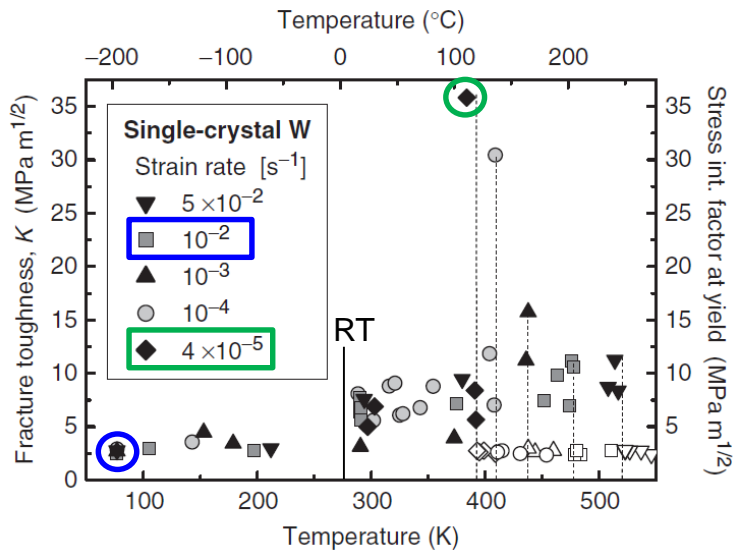 Temperature (°C)
−200 −100 0 100 200
Fracture toughness, K (MPa m1/2)
35
30
25
20
15
10
5
0
Single-crystal W
Strain rate [s−1]
5 ×10−2
10−2
10−3
10−4
4 ×10−5
RT
35
30
25
20
15
10
5
Stress int. factor at yield (MPa m1/2)
100 200 300 400 500
Temperature (K)